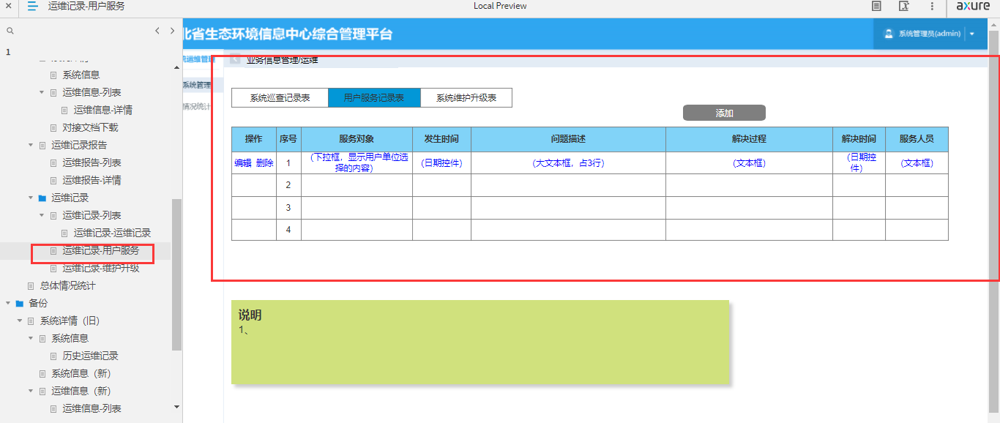 运维记录-用户服务
Local Preview
axure
1
系统信息
运维信息-列表
运维信息-详情
对接文档下载
运维记录报告
运维报告-列表
运维报告-详情
运维记录
运维记录-列表
运维记录-运维记录
运维记录-用户服务
运维记录-维护升级
总体情况统计
备份
系统详情（旧）
系统信息
历史运维记录
系统信息（新）
运维信息（新）
运维信息-列表
北省生态环境信息中心综合管理平台
系统管理员(admin)
统运维管理
系统管理
情况统计
业务信息管理/运维
系统巡查记录表 用户服务记录表 系统维护升级表
添加
操作 序号 服务对象 发生时间 问题描述 解决过程 解决时间 服务人员
编辑 删除 1 （下拉框，显示用户单位选择的内容） （日期控件） （大文本框，占3行） （文本框） （日期控件） （文本框）
2
3
4
说明
1、